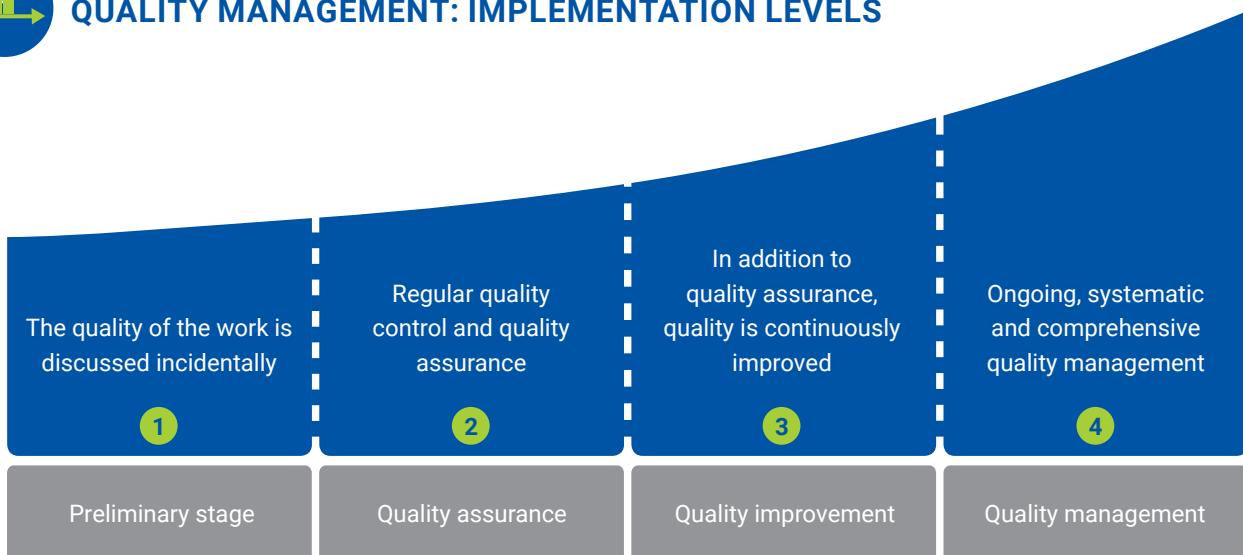 QUALITY MANAGEMENT: IMPLEMENTATION LEVELS
The quality of the work is
discussed incidentally
1
Regular quality
control and quality
assurance
2
In addition to
quality assurance,
quality is continuously
improved
3
Ongoing, systematic
and comprehensive
quality management
4
Preliminary stage
Quality assurance
Quality improvement
Quality management